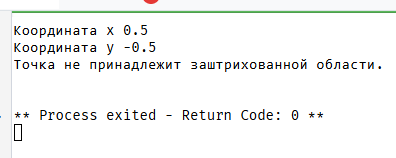 Координата x 0.5
Координата y -0.5
Точка не принадлежит заштрихованной области.
** Process exited - Return Code: 0 **